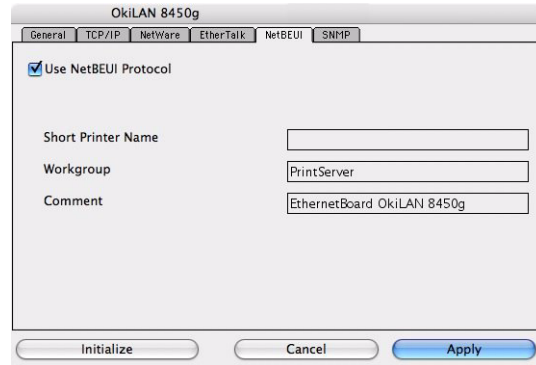 OkiLAN 8450g
General TCP/IP NetWare EtherTalk NetBEUI SNMP
Use NetBEUI Protocol
Short Printer Name
Workgroup PrintServer
Comment EthernetBoard OkiLAN 8450g
Initialize Cancel Apply